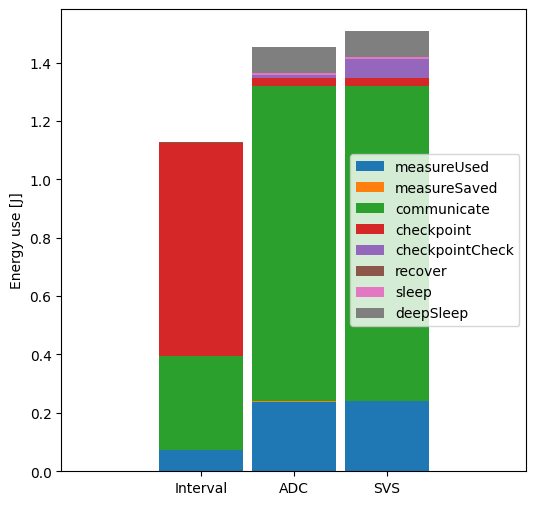 Energy use [J]
1.4
1.2
1.0
0.8
0.6
0.4
0.2
0.0
measureUsed
measureSaved
communicate
checkpoint
checkpointCheck
recover
sleep
deepSleep
Interval
ADC
SVS